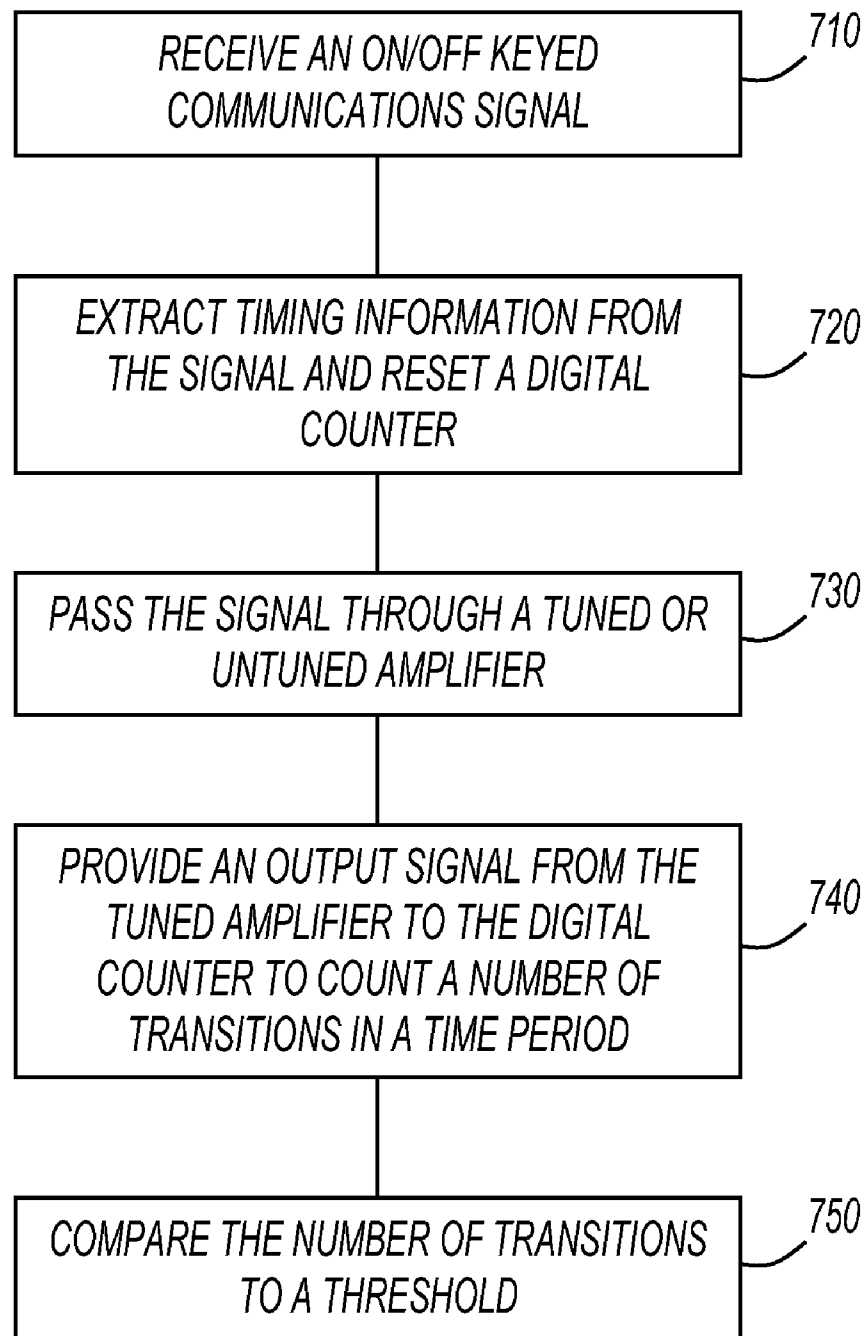 RECEIVE AN ON/OFF KEYED
COMMUNICATIONS SIGNAL
710
EXTRACT TIMING INFORMATION FROM
THE SIGNAL AND RESET A DIGITAL
COUNTER
720
PASS THE SIGNAL THROUGH A TUNED OR
UNTUNED AMPLIFIER
730
PROVIDE AN OUTPUT SIGNAL FROM THE
TUNED AMPLIFIER TO THE DIGITAL
COUNTER TO COUNT A NUMBER OF
TRANSITIONS IN A TIME PERIOD
740
COMPARE THE NUMBER OF TRANSITIONS
TO A THRESHOLD
750